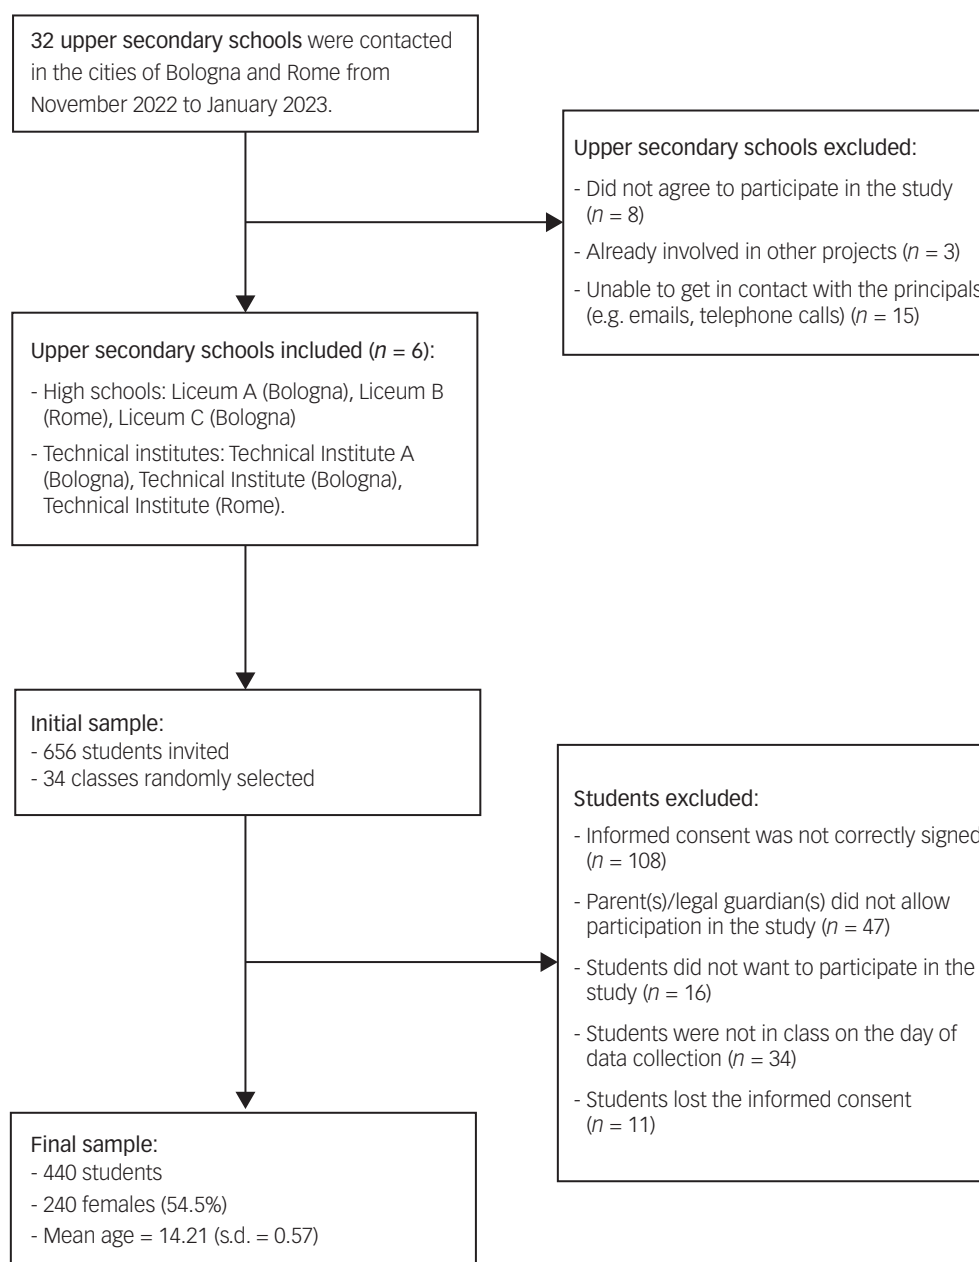 32 upper secondary schools were contacted
in the cities of Bologna and Rome from
November 2022 to January 2023.
Upper secondary schools excluded:
- Did not agree to participate in the study
(n = 8)
- Already involved in other projects (n = 3)
- Unable to get in contact with the principals
(e.g. emails, telephone calls) (n = 15)
Upper secondary schools included (n = 6):
- High schools: Liceum A (Bologna), Liceum B
(Rome), Liceum C (Bologna)
- Technical institutes: Technical Institute A
(Bologna), Technical Institute (Bologna),
Technical Institute (Rome).
Initial sample:
- 656 students invited
- 34 classes randomly selected
Students excluded:
- Informed consent was not correctly signed
(n = 108)
- Parent(s)/legal guardian(s) did not allow
participation in the study (n = 47)
- Students did not want to participate in the
study (n = 16)
- Students were not in class on the day of
data collection (n = 34)
- Students lost the informed consent
(n = 11)
Final sample:
- 440 students
- 240 females (54.5%)
- Mean age = 14.21 (s.d. = 0.57)